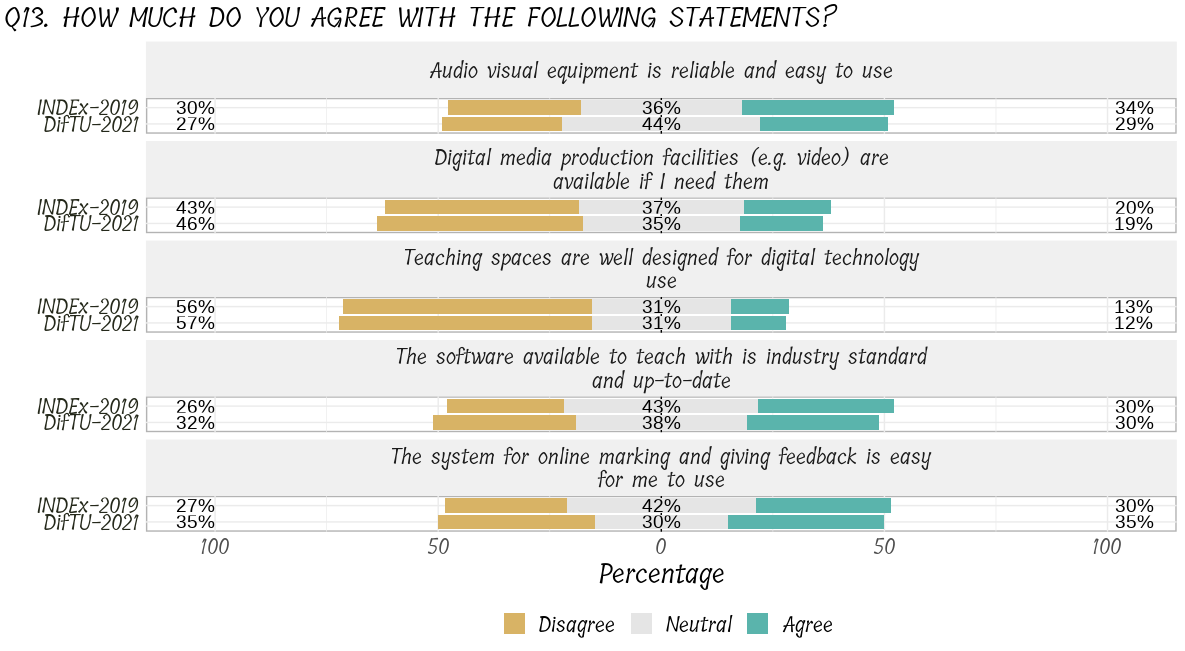 Q13. HOW MUCH DO YOU AGREE WITH THE FOLLOWING STATEMENTS?
Audio visual equipment is reliable and easy to use
INDEx-2019 30% 36% 34%
DifTU-2021 27% 44% 29%
Digital media production facilities (e.g. video) are
available if I need them
INDEx-2019 43% 37% 20%
DifTU-2021 46% 35% 19%
Teaching spaces are well designed for digital technology
use
INDEx-2019 56% 31% 13%
DifTU-2021 57% 31% 12%
The software available to teach with is industry standard
and up-to-date
INDEx-2019 26% 43% 30%
DifTU-2021 32% 38% 30%
The system for online marking and giving feedback is easy
for me to use
INDEx-2019 27% 42% 30%
DifTU-2021 35% 30% 35%
100 50 0 50 100
Percentage
Disagree Neutral Agree